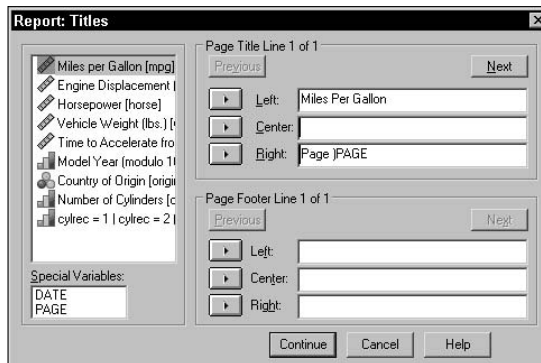 Report: Titles
Miles per Gallon [mpg]
Engine Displacement [
Horsepower [horse]
Vehicle Weight (lbs.) [
Time to Accelerate fro
Model Year (modulo 10
Country of Origin [origi
Number of Cylinders [c
cylrec = 1 | cylrec = 2 |
Special Variables:
DATE
PAGE
Page Title Line 1 of 1
Previous
Next
Left: Miles Per Gallon
Center:
Right: Page )PAGE
Page Footer Line 1 of 1
Previous
Next
Left:
Center:
Right:
Continue
Cancel
Help